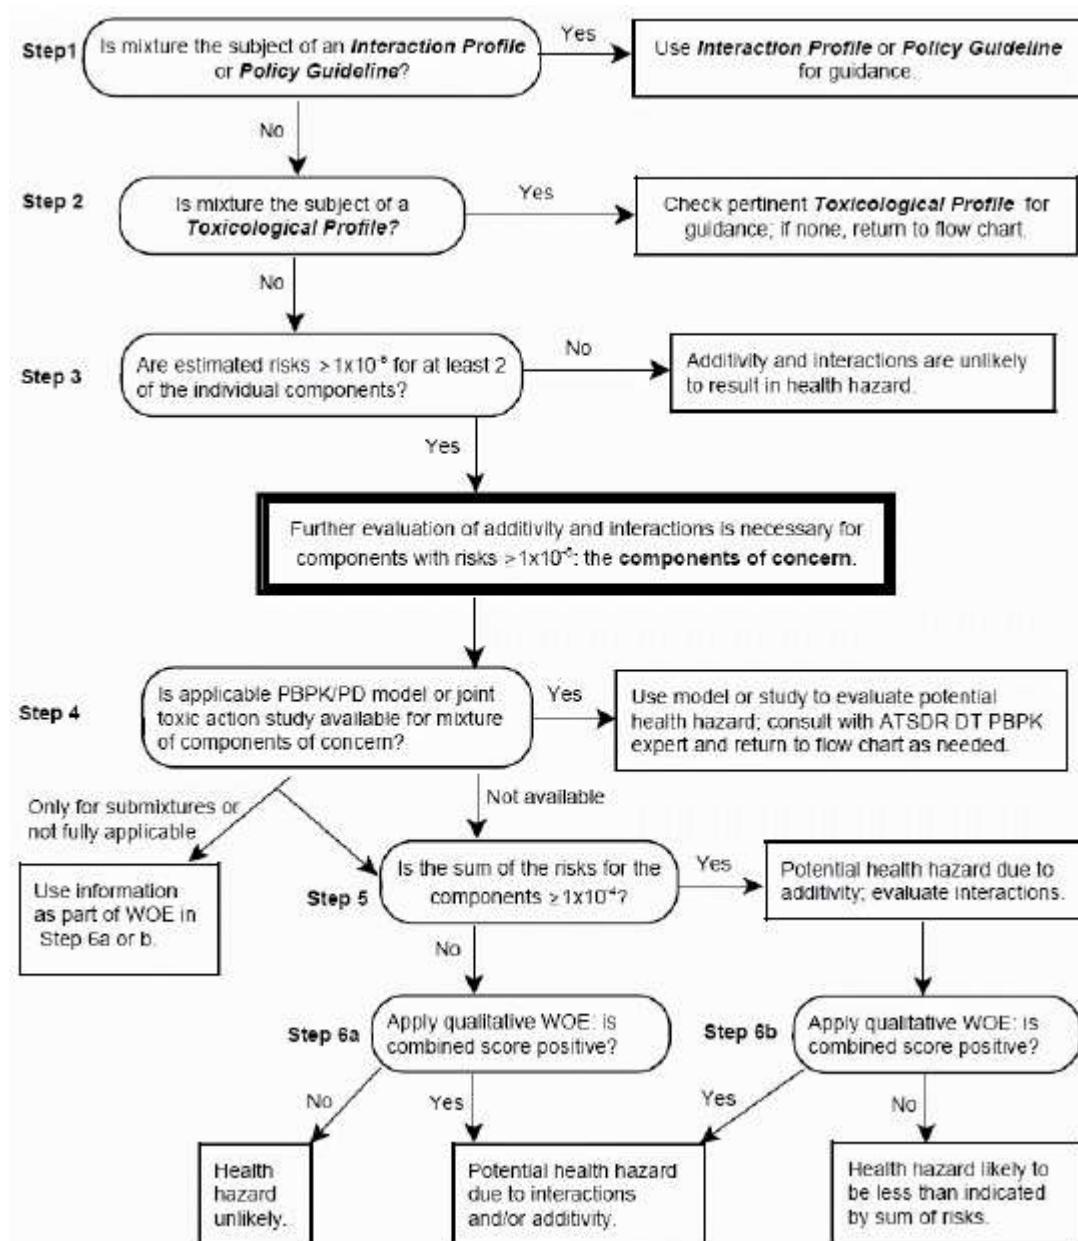 Step1
Is mixture the subject of an Interaction Profile
or Policy Guideline?
Yes
Use Interaction Profile or Policy Guideline
for guidance.
No
Step 2
Is mixture the subject of a
Toxicological Profile?
Yes
Check pertinent Toxicological Profile for
guidance; if none, return to flow chart.
No
Step 3
Are estimated risks ≥1x10⁻⁶ for at least 2
of the individual components?
No
Additivity and interactions are unlikely
to result in health hazard.
Yes
Further evaluation of additivity and interactions is necessary for
components with risks ≥1x10⁻⁶: the components of concern.
Step 4
Is applicable PBPK/PD model or joint
toxic action study available for mixture
of components of concern?
Yes
Use model or study to evaluate potential
health hazard; consult with ATSDR DT PBPK
expert and return to flow chart as needed.
Only for submixtures or
not fully applicable
Not available
Use information
as part of WOE in
Step 6a or b.
Step 5
Is the sum of the risks for the
components ≥1x10⁻⁴?
Yes
Potential health hazard due to
additivity; evaluate interactions.
No
Step 6a
Apply qualitative WOE: is
combined score positive?
Step 6b
Apply qualitative WOE: is
combined score positive?
No
Yes
Yes
No
Health
hazard
unlikely.
Potential health hazard
due to interactions
and/or additivity.
Health hazard likely to
be less than indicated
by sum of risks.